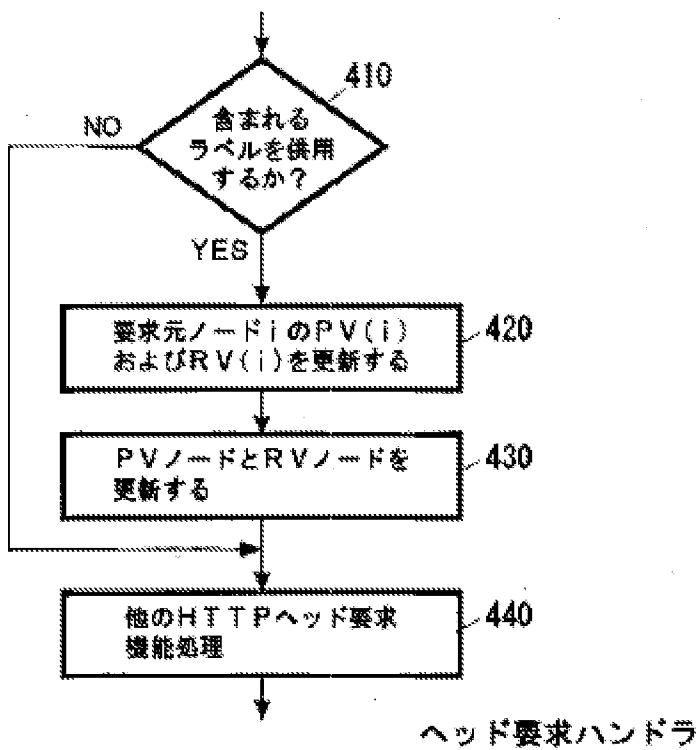 410
含まれる
ラベルを供用
するか？
NO
YES
要求元ノードiのPV(i)
およびRV(i)を更新する
420
PVノードとRVノードを
更新する
430
他のHTTPヘッド要求
機能処理
440
ヘッド要求ハンドラ